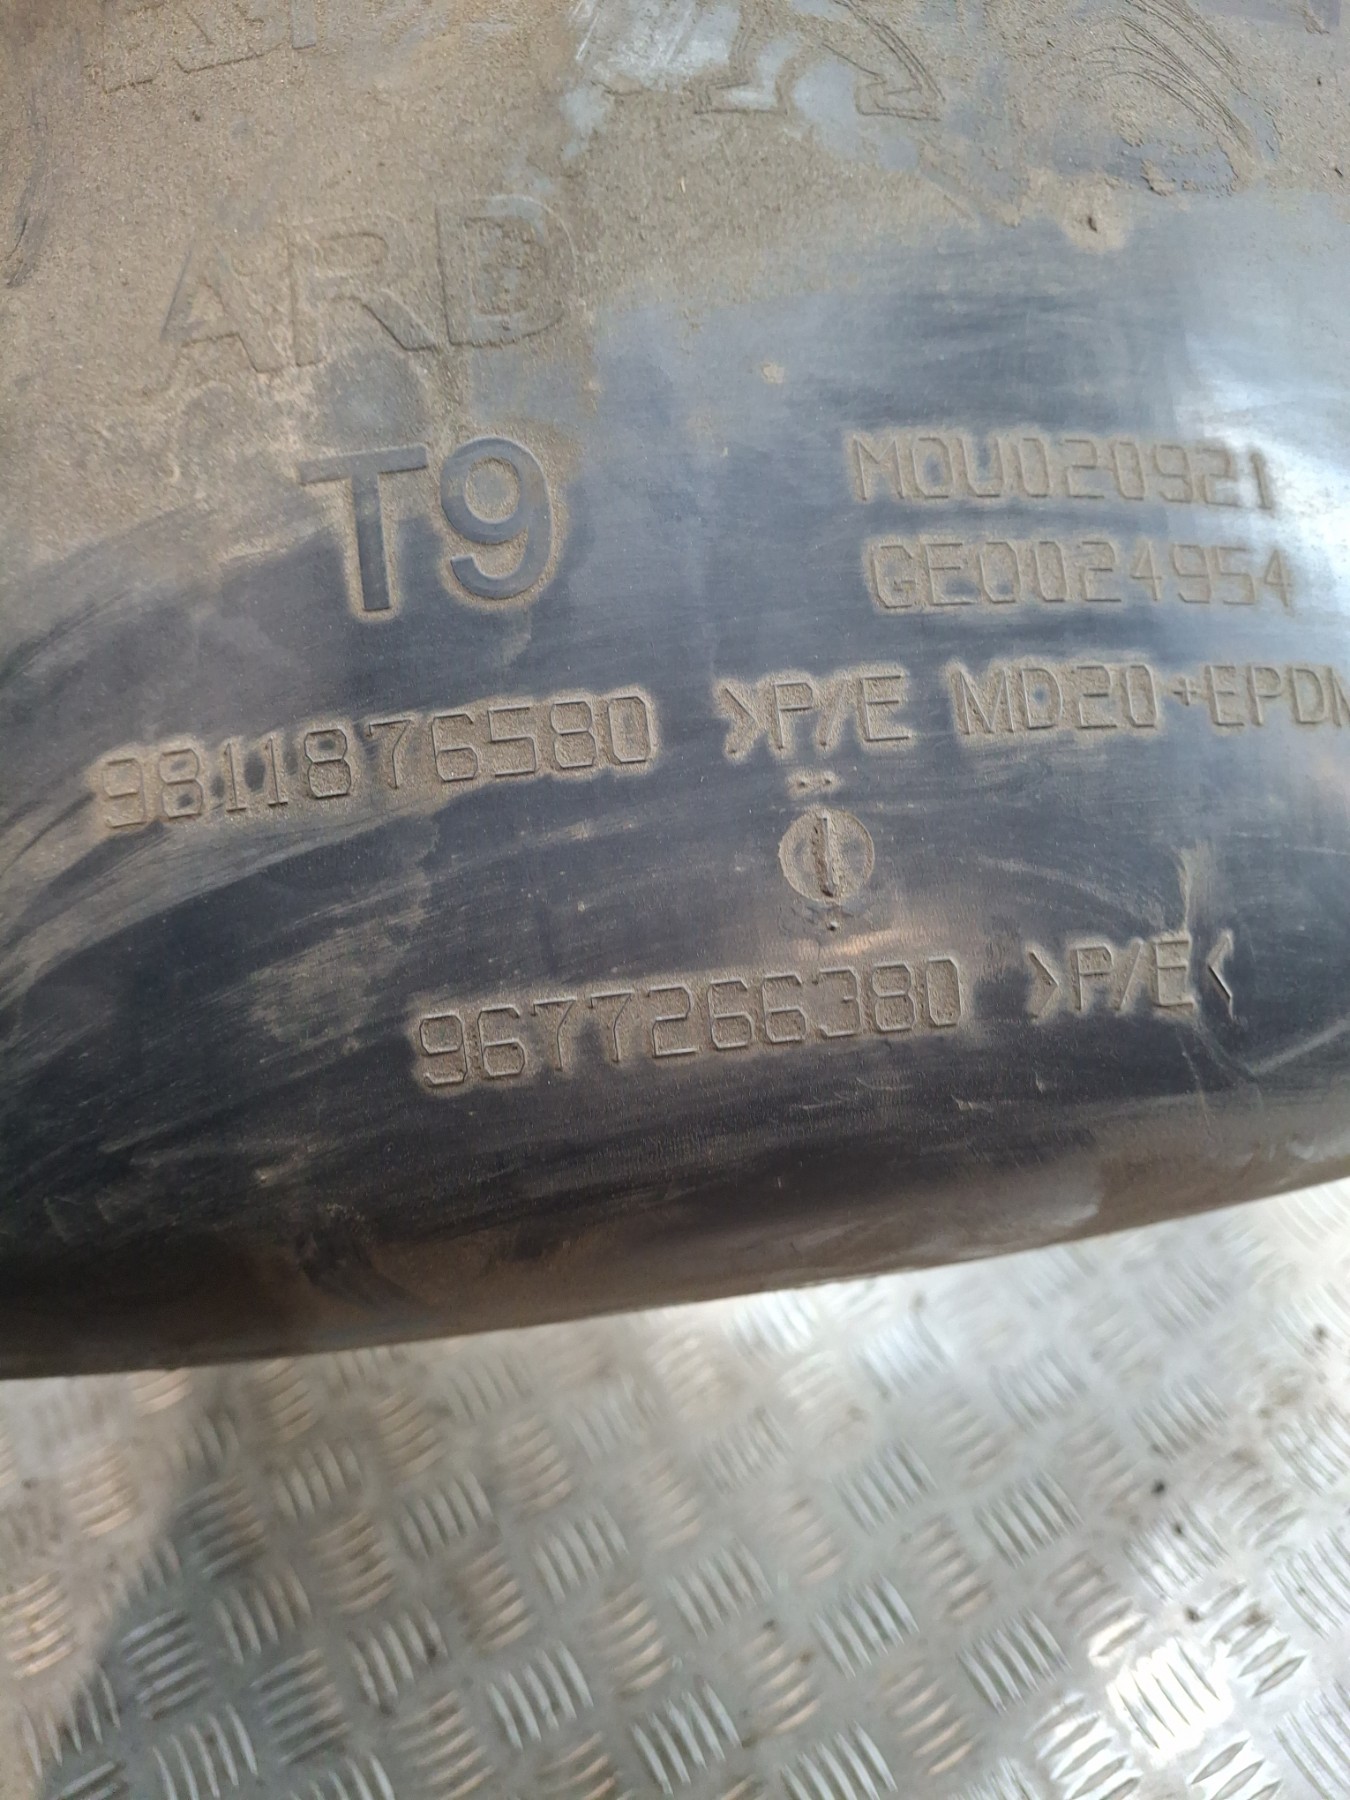 ARD
T9
MOU020921
GE0024954
9811876580 >P/E MD20+EPDM
9677266380 >P/E<